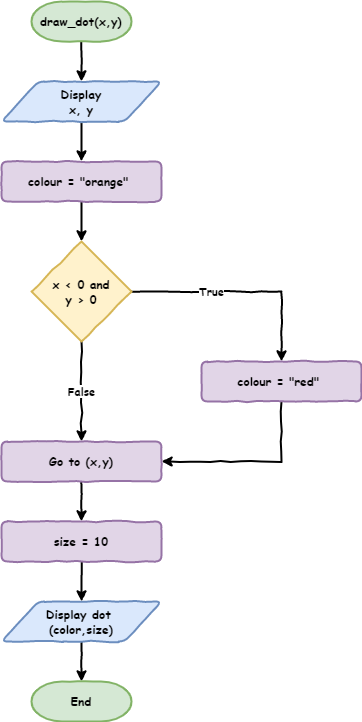 draw_dot(x,y)
Display
x, y
colour = "orange"
x < 0 and
y > 0
True
colour = "red"
False
Go to (x,y)
size = 10
Display dot
(color,size)
End